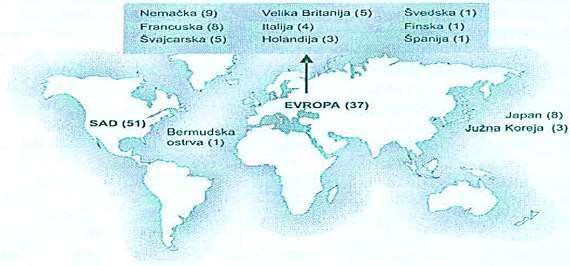 Nemačka (9) Velika Britanija (5) Švedska (1)
Francuska (8) Italija (4) Finska (1)
Švajcarska (5) Holandija (3) Španija (1)
EVROPA (37)
SAD (51)
Bermudska
ostrva (1)
Japan (8)
Južna Koreja (3)